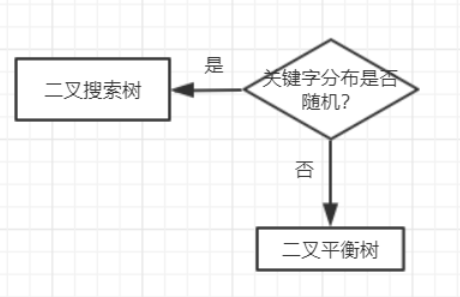 是
关键字分布是否
随机？
二叉搜索树
否
二叉平衡树